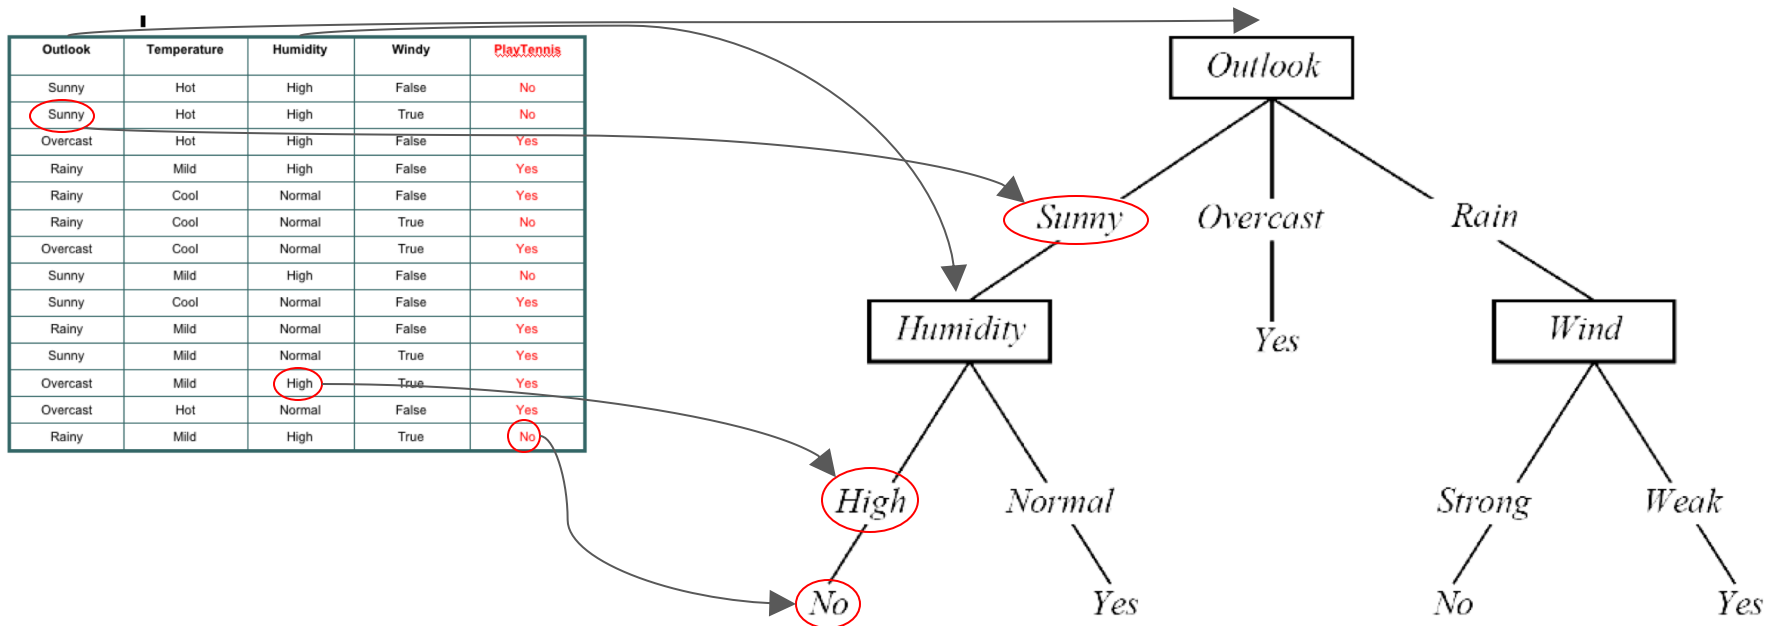 Outlook Temperature Humidity Windy PlayTennis
Sunny Hot High False No
Sunny Hot High True No
Overcast Hot High False Yes
Rainy Mild High False Yes
Rainy Cool Normal False Yes
Rainy Cool Normal True No
Overcast Cool Normal True Yes
Sunny Mild High False No
Sunny Cool Normal False Yes
Rainy Mild Normal False Yes
Sunny Mild Normal True Yes
Overcast Mild High True Yes
Overcast Hot Normal False Yes
Rainy Mild High True No
Outlook
Sunny Overcast Rain
Humidity Yes Wind
High Normal Strong Weak
No Yes No Yes